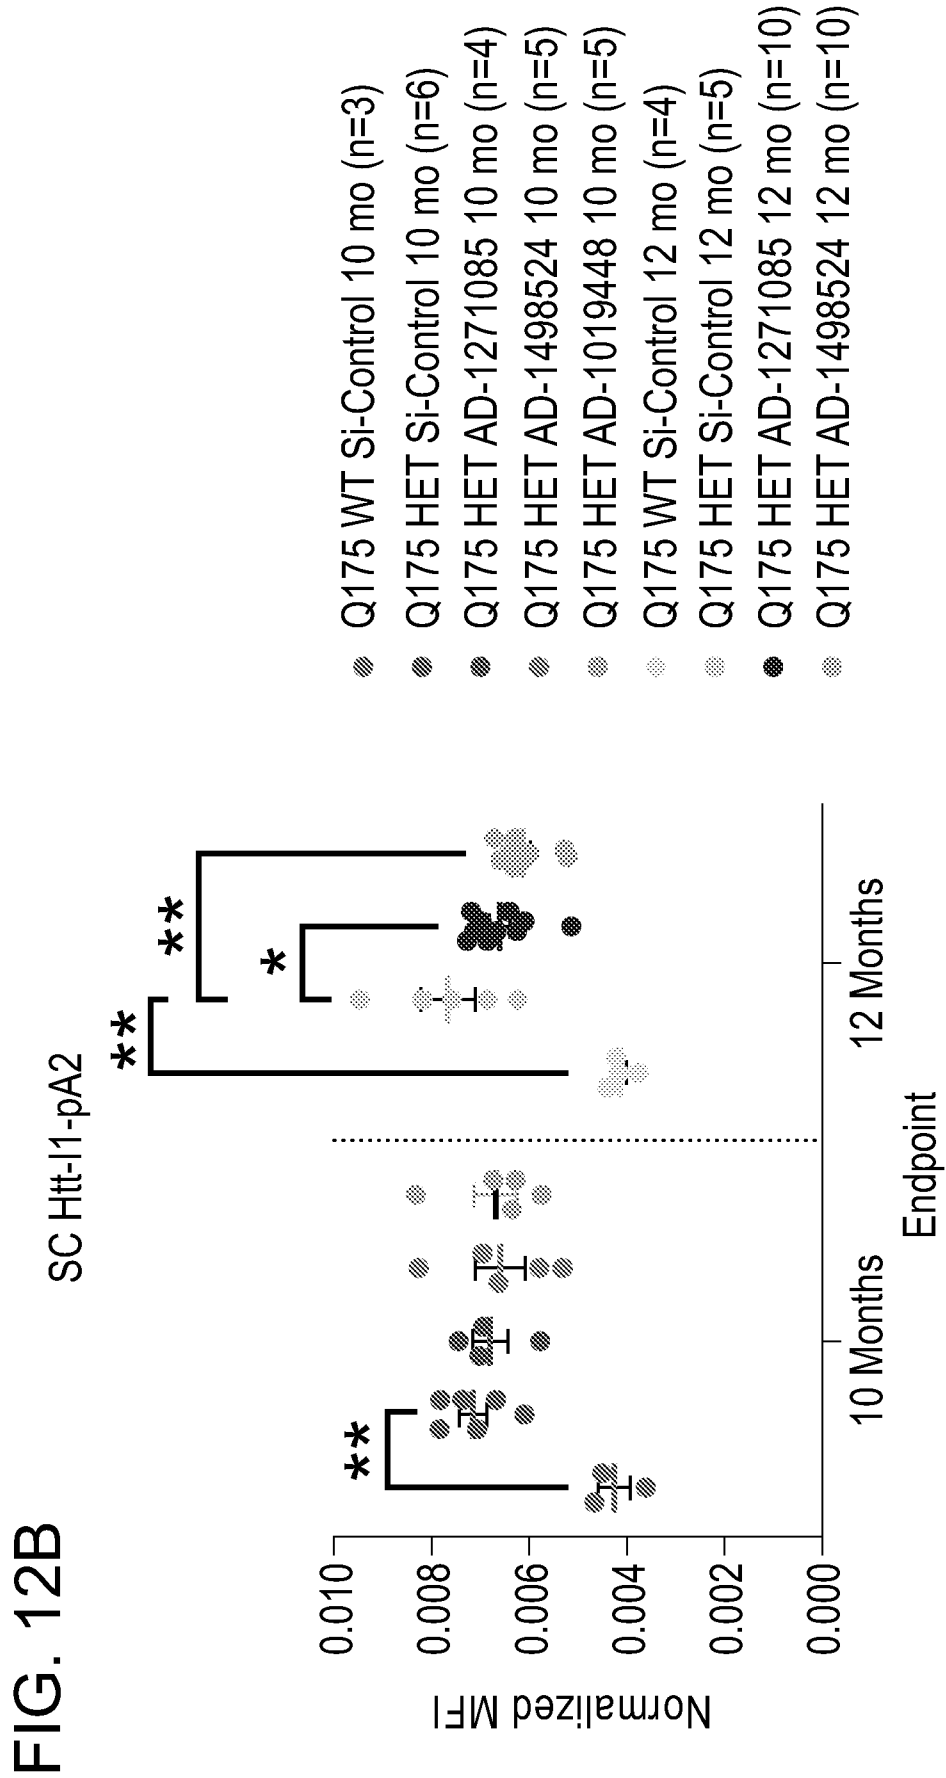 FIG. 12B
SC Htt-I1-pA2
Normalized MFI
0.010
0.008
0.006
0.004
0.002
0.000
**
**
*
**
10 Months
12 Months
Endpoint
Q175 WT Si-Control 10 mo (n=3)
Q175 HET Si-Control 10 mo (n=6)
Q175 HET AD-1271085 10 mo (n=4)
Q175 HET AD-1498524 10 mo (n=5)
Q175 HET AD-1019448 10 mo (n=5)
Q175 WT Si-Control 12 mo (n=4)
Q175 HET Si-Control 12 mo (n=5)
Q175 HET AD-1271085 12 mo (n=10)
Q175 HET AD-1498524 12 mo (n=10)